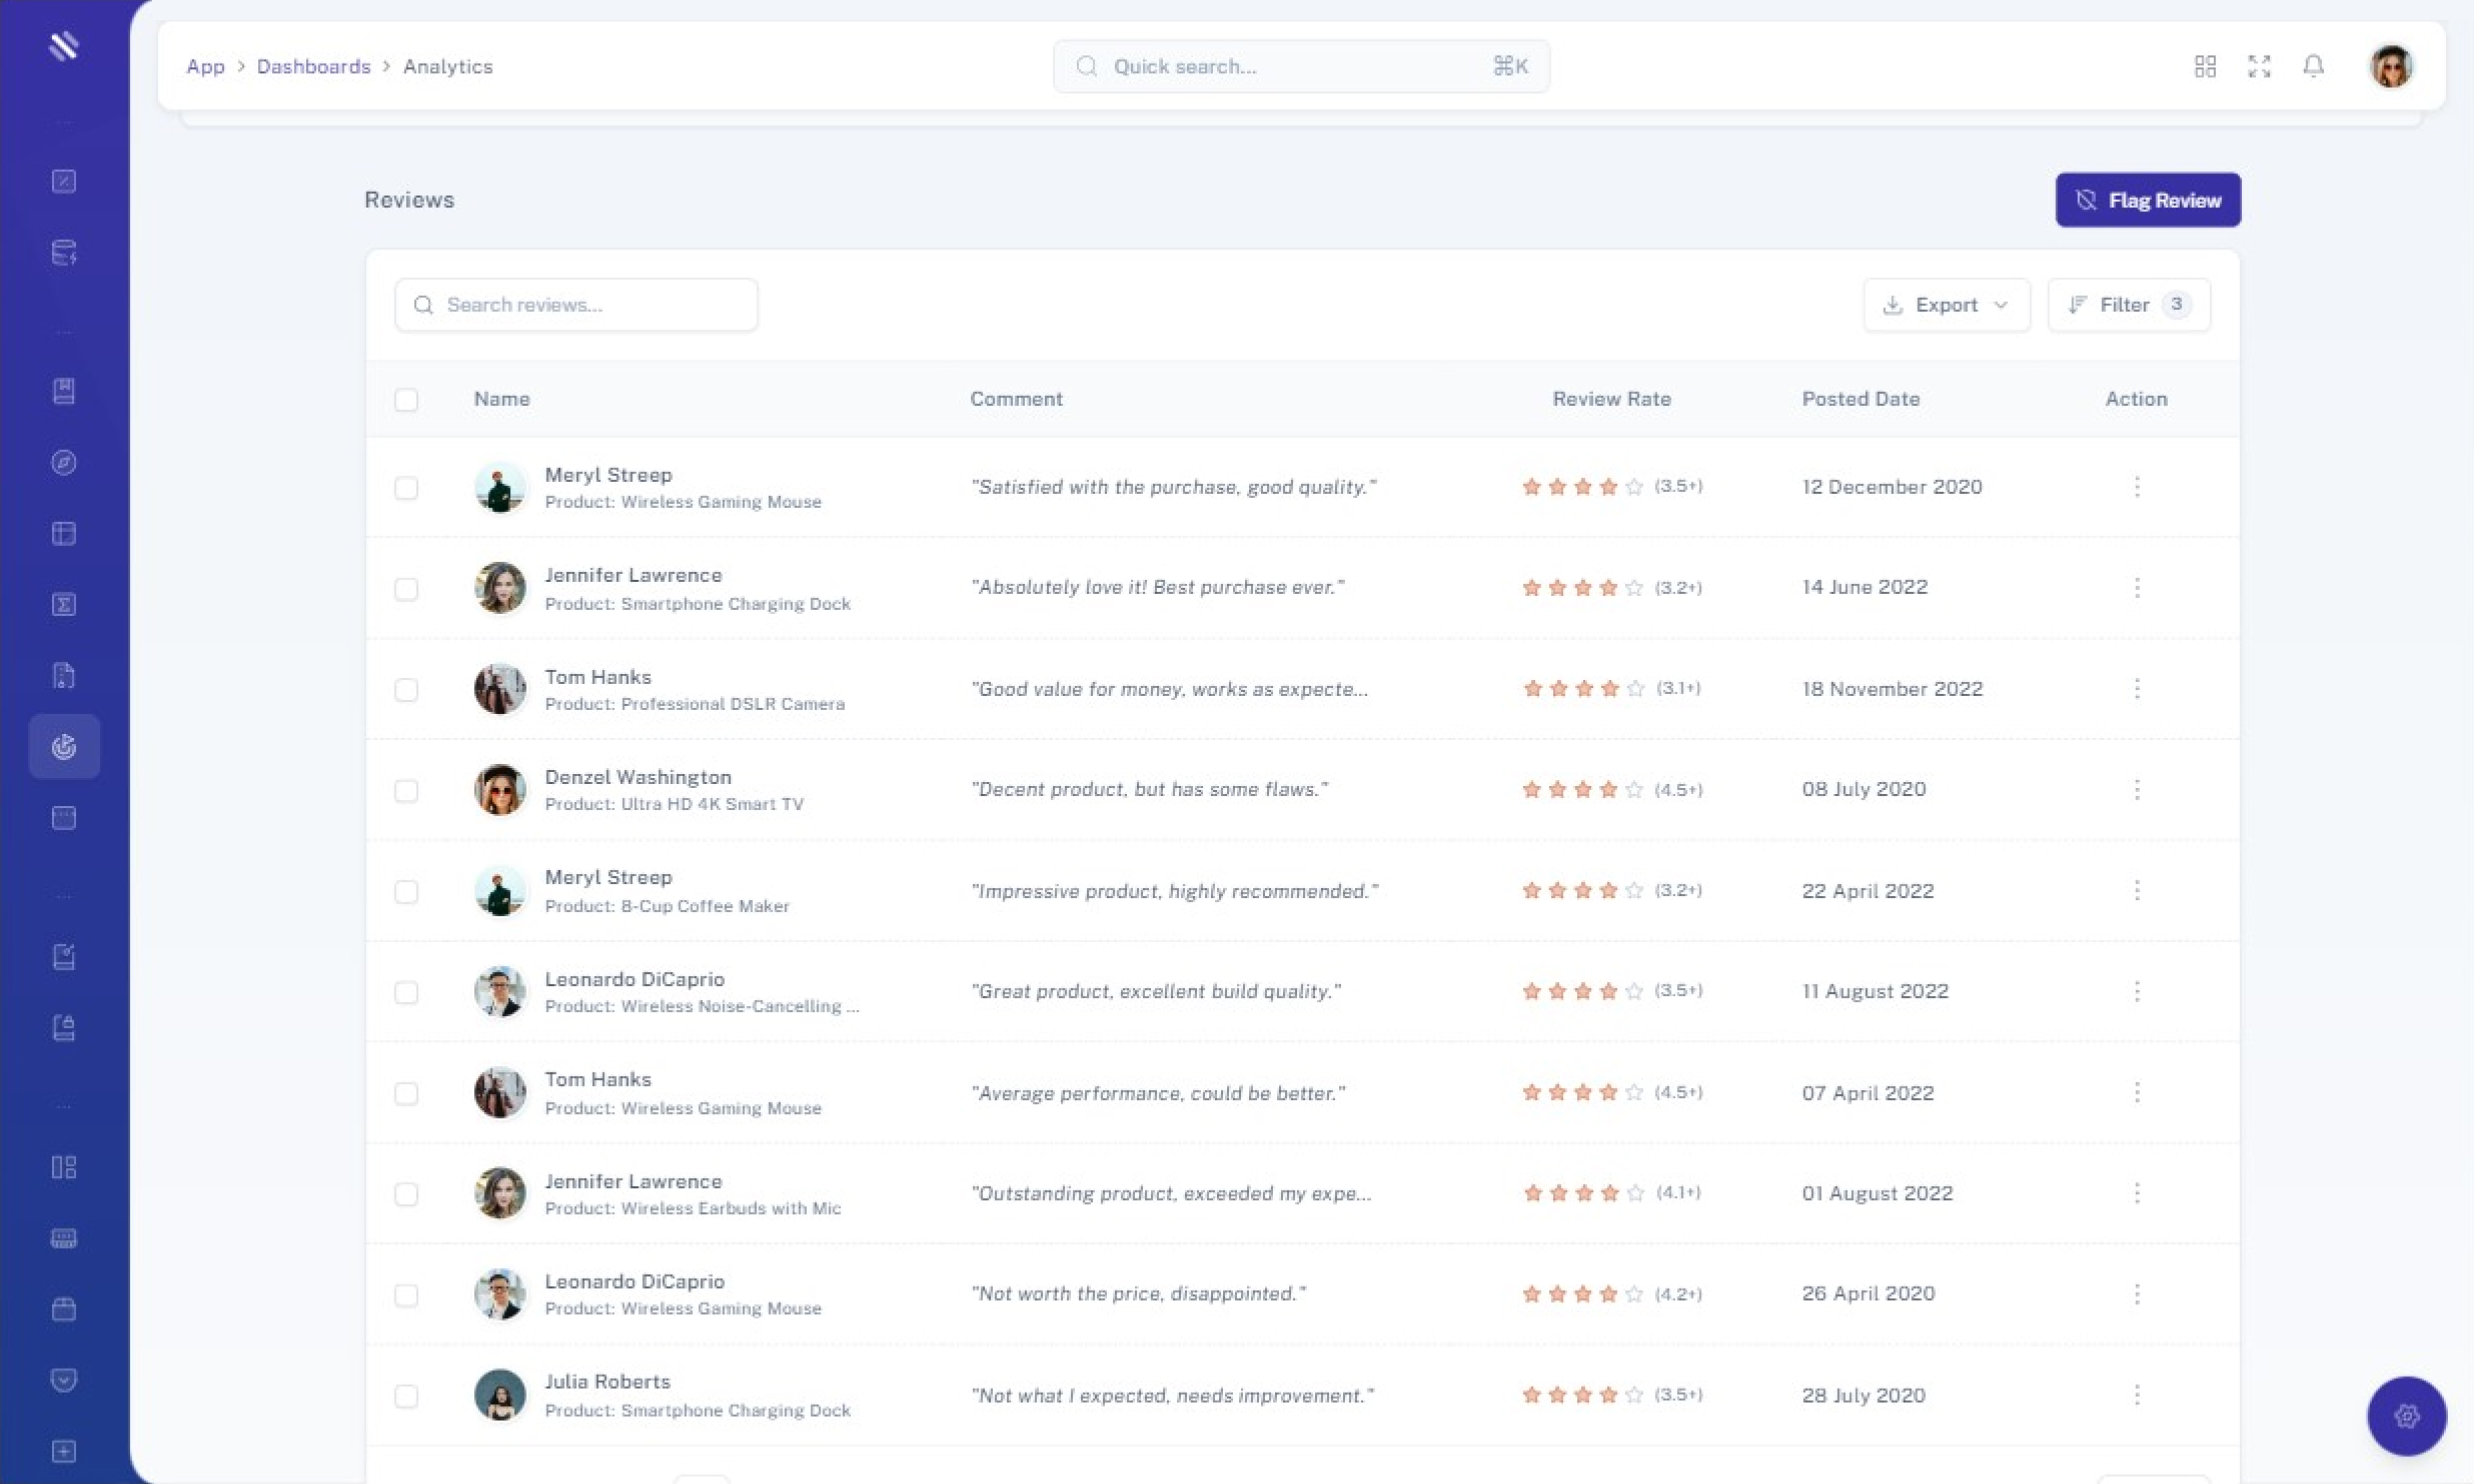 App > Dashboards > Analytics
Quick search... ⌘K
Reviews
Flag Review
Search reviews...
Export
Filter 3
Name Comment Review Rate Posted Date Action
Meryl Streep
Product: Wireless Gaming Mouse
"Satisfied with the purchase, good quality."
(3.5+)
12 December 2020
Jennifer Lawrence
Product: Smartphone Charging Dock
"Absolutely love it! Best purchase ever."
(3.2+)
14 June 2022
Tom Hanks
Product: Professional DSLR Camera
"Good value for money, works as expecte...
(3.1+)
18 November 2022
Denzel Washington
Product: Ultra HD 4K Smart TV
"Decent product, but has some flaws."
(4.5+)
08 July 2020
Meryl Streep
Product: 8-Cup Coffee Maker
"Impressive product, highly recommended."
(3.2+)
22 April 2022
Leonardo DiCaprio
Product: Wireless Noise-Cancelling ...
"Great product, excellent build quality."
(3.5+)
11 August 2022
Tom Hanks
Product: Wireless Gaming Mouse
"Average performance, could be better."
(4.5+)
07 April 2022
Jennifer Lawrence
Product: Wireless Earbuds with Mic
"Outstanding product, exceeded my expe...
(4.1+)
01 August 2022
Leonardo DiCaprio
Product: Wireless Gaming Mouse
"Not worth the price, disappointed."
(4.2+)
26 April 2020
Julia Roberts
Product: Smartphone Charging Dock
"Not what I expected, needs improvement."
(3.5+)
28 July 2020